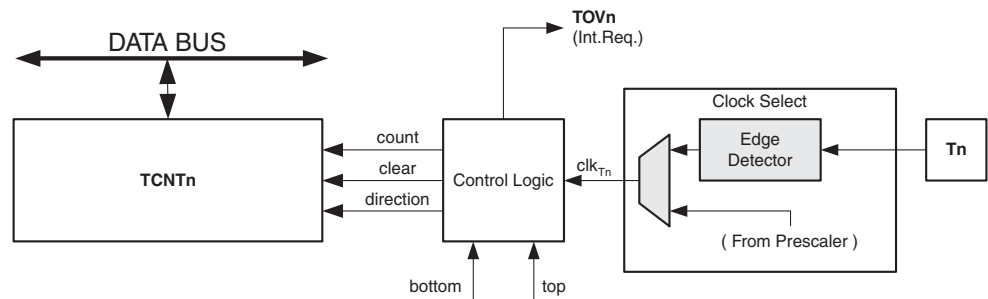 TOVn
(Int.Req.)
DATA BUS
Clock Select
count
Edge
Detector
Tn
clear
TCNTn
Control Logic
clkTn
direction
( From Prescaler )
bottom
top